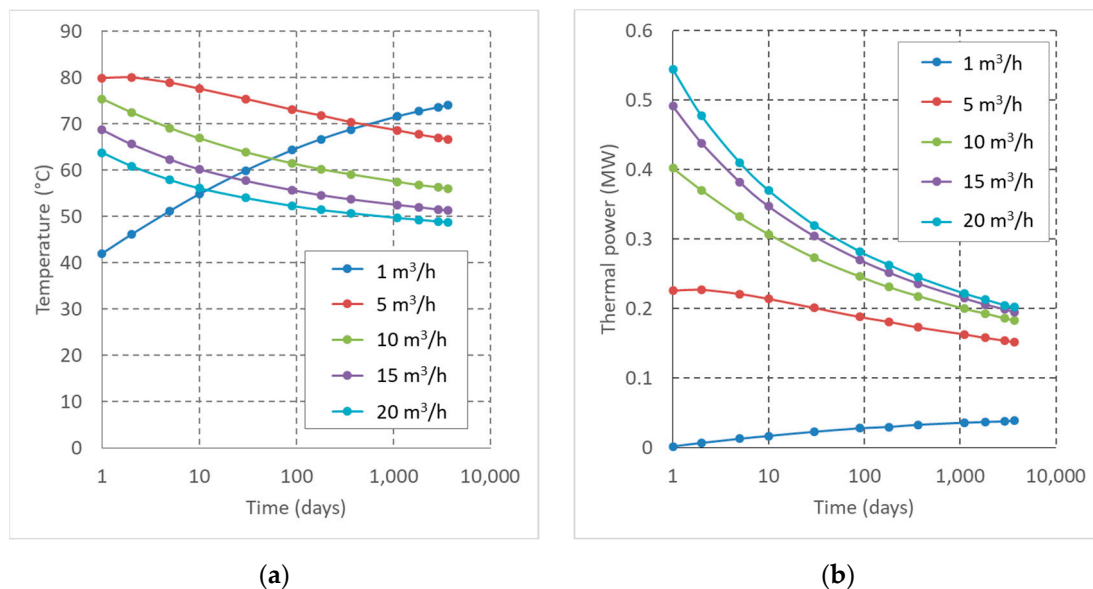 90
80
70
60
50
40
30
20
10
0
Temperature (°C)
1 m³/h
5 m³/h
10 m³/h
15 m³/h
20 m³/h
1
10
100
1,000
10,000
Time (days)
(a)
0.6
0.5
0.4
0.3
0.2
0.1
0
Thermal power (MW)
1 m³/h
5 m³/h
10 m³/h
15 m³/h
20 m³/h
1
10
100
1,000
10,000
Time (days)
(b)